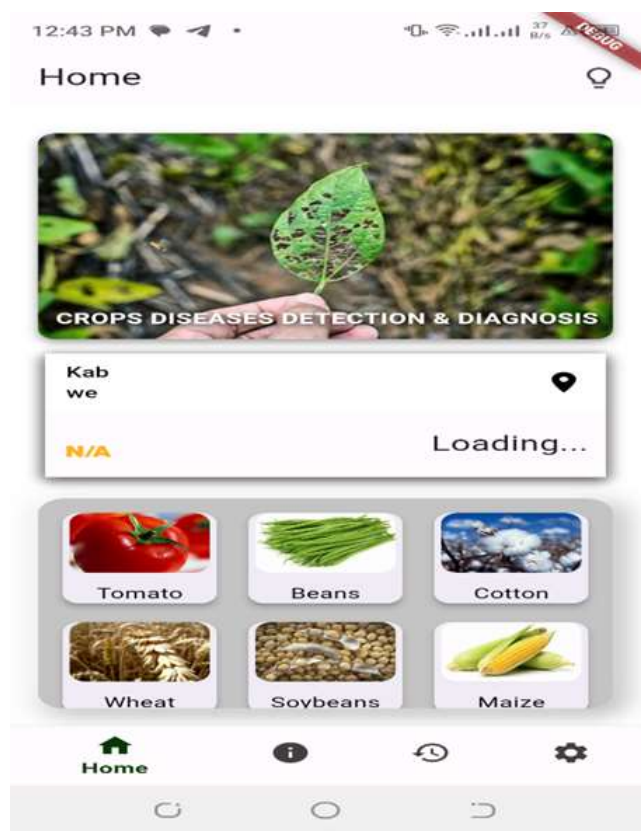 12:43 PM
37
B/s
DEBUG
Home
CROPS DISEASES DETECTION & DIAGNOSIS
Kab
we
N/A
Loading...
Tomato
Beans
Cotton
Wheat
Soybeans
Maize
Home